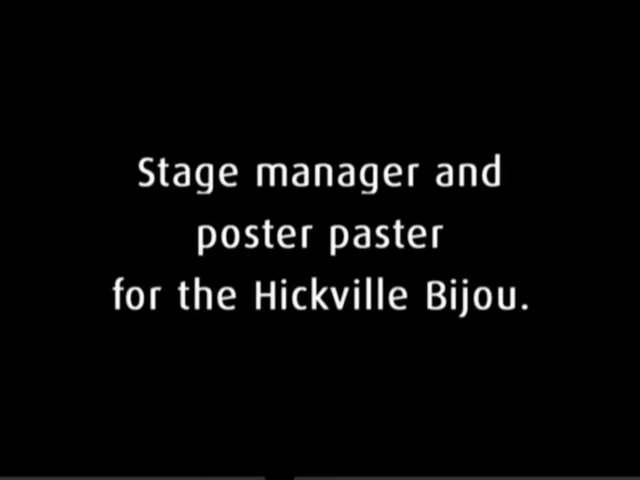 Stage manager and
poster paster
for the Hickville Bijou.